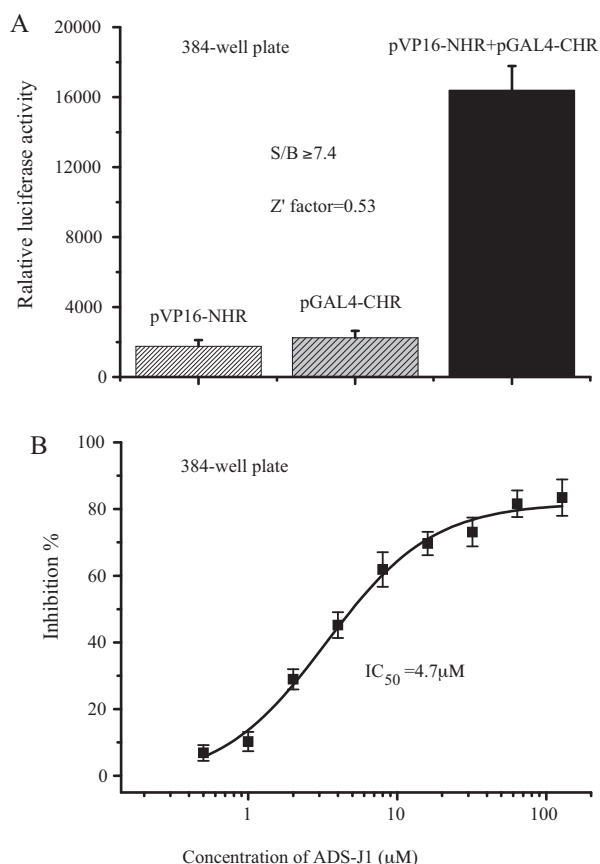 A
20000
16000
12000
8000
4000
0
Ralative luciferase activity
384-well plate
pVP16-NHR+pGAL4-CHR
S/B ≥7.4
Z' factor=0.53
pVP16-NHR
pGAL4-CHR
B
100
80
60
40
20
0
Inhibition %
384-well plate
IC50 =4.7μM
1
10
100
Concentration of ADS-J1 (μM)